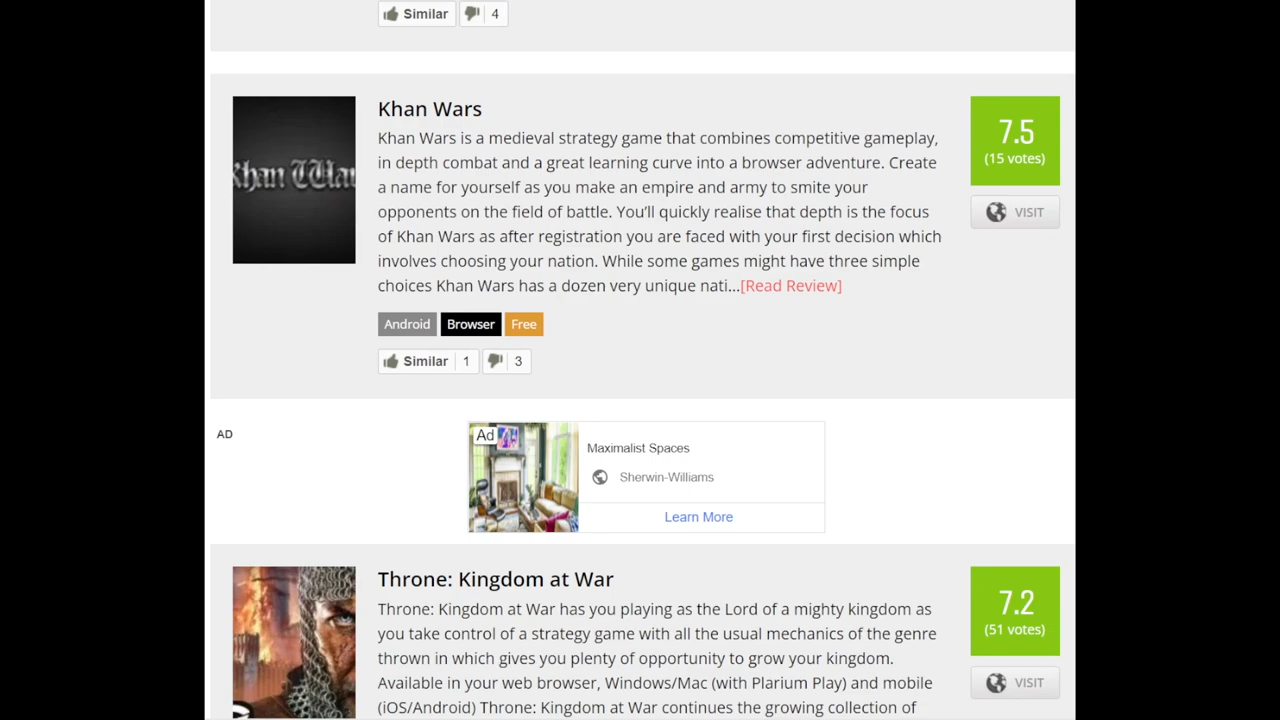 Similar 4
Khan Wars
Khan Wars
Khan Wars is a medieval strategy game that combines competitive gameplay,
in depth combat and a great learning curve into a browser adventure. Create
a name for yourself as you make an empire and army to smite your
opponents on the field of battle. You'll quickly realise that depth is the focus
of Khan Wars as after registration you are faced with your first decision which
involves choosing your nation. While some games might have three simple
choices Khan Wars has a dozen very unique nati...[Read Review]
7.5
(15 votes)
VISIT
Android Browser Free
Similar 1 3
AD
Ad
Maximalist Spaces
Sherwin-Williams
Learn More
Throne: Kingdom at War
Throne: Kingdom at War has you playing as the Lord of a mighty kingdom as
you take control of a strategy game with all the usual mechanics of the genre
thrown in which gives you plenty of opportunity to grow your kingdom.
Available in your web browser, Windows/Mac (with Plarium Play) and mobile
(iOS/Android) Throne: Kingdom at War continues the growing collection of
7.2
(51 votes)
VISIT